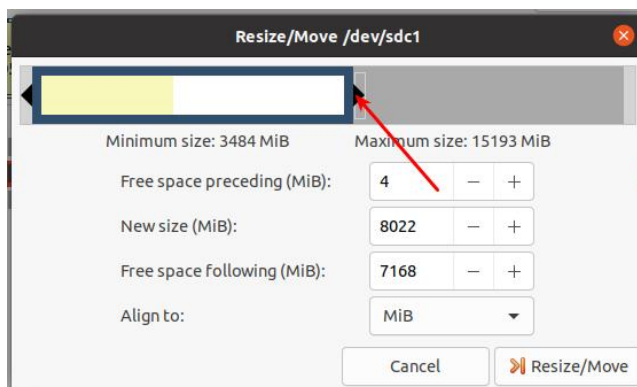 Resize/Move /dev/sdc1
Minimum size: 3484 MiB Maximum size: 15193 MiB
Free space preceding (MiB): 4 − +
New size (MiB): 8022 − +
Free space following (MiB): 7168 − +
Align to: MiB
Cancel Resize/Move